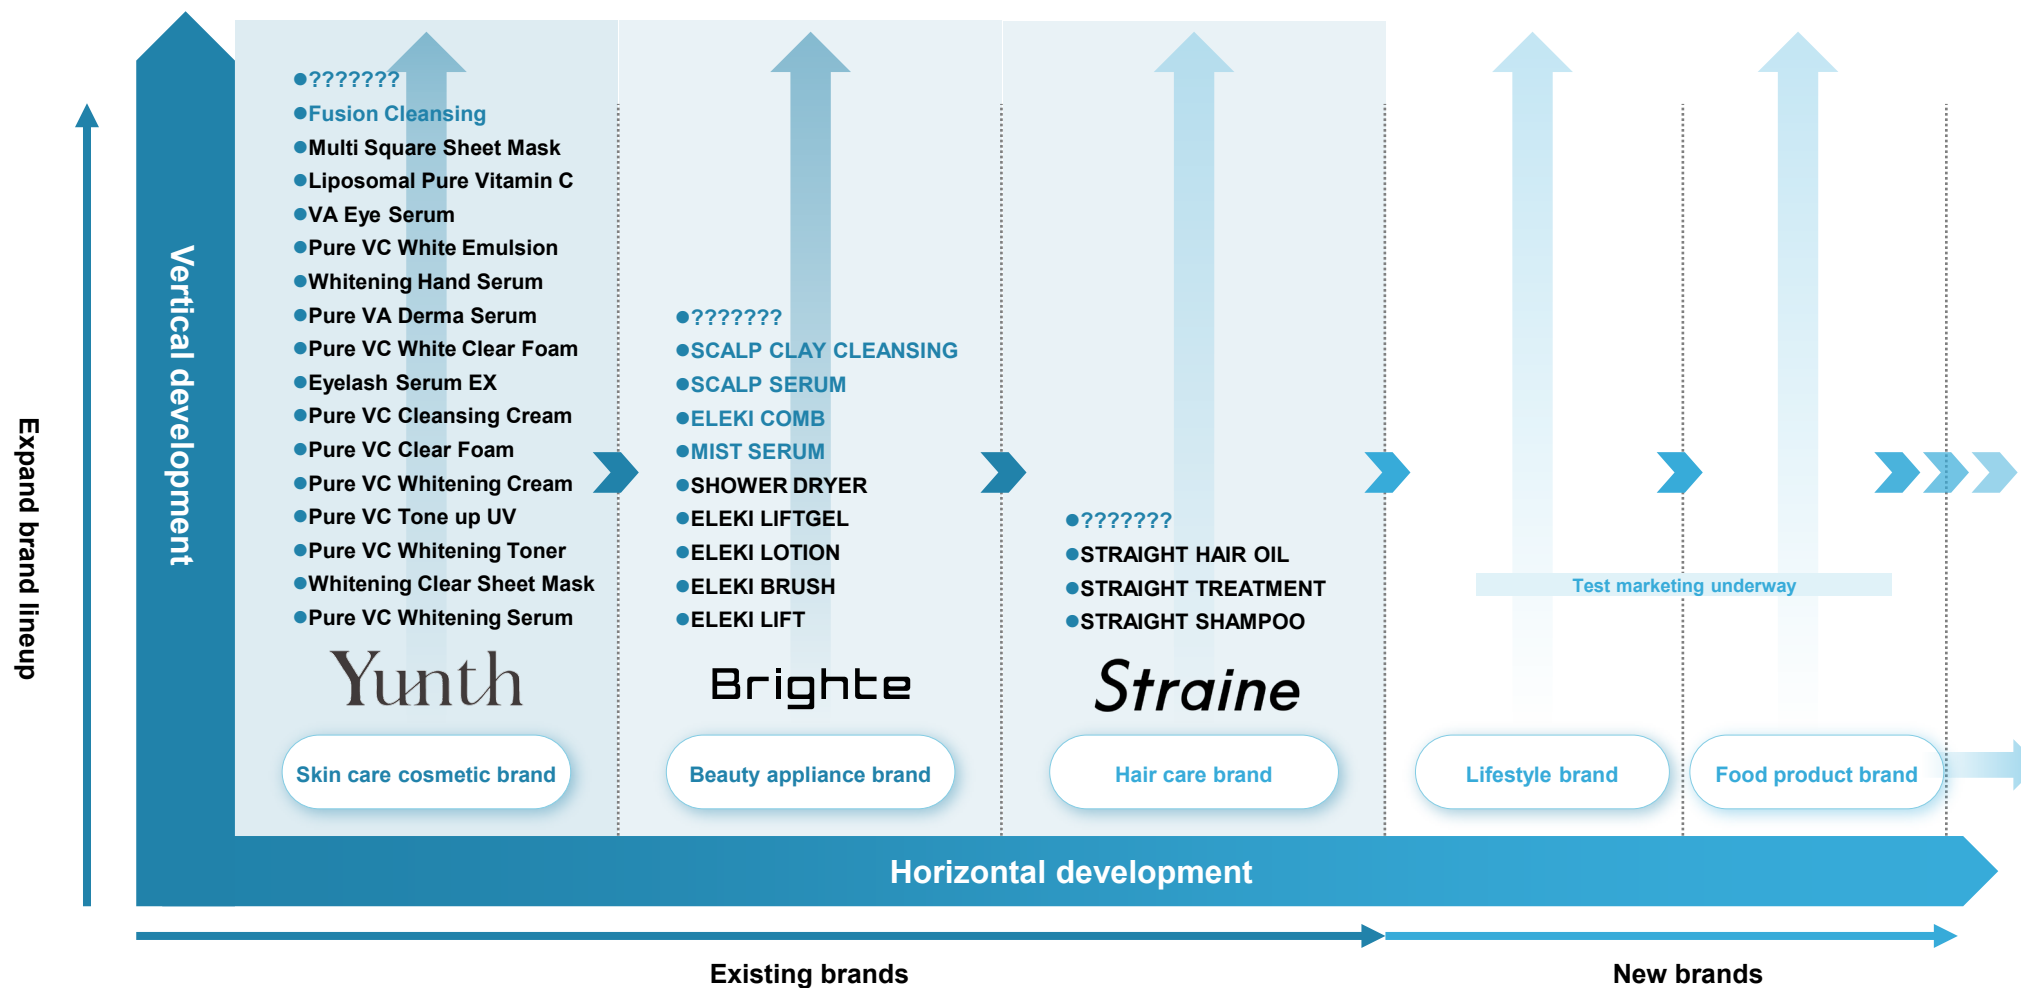 Expand brand lineup
Vertical development
●???????
●Fusion Cleansing
●Multi Square Sheet Mask
●Liposomal Pure Vitamin C
●VA Eye Serum
●Pure VC White Emulsion
●Whitening Hand Serum
●Pure VA Derma Serum
●Pure VC White Clear Foam
●Eyelash Serum EX
●Pure VC Cleansing Cream
●Pure VC Clear Foam
●Pure VC Whitening Cream
●Pure VC Tone up UV
●Pure VC Whitening Toner
●Whitening Clear Sheet Mask
●Pure VC Whitening Serum
Yunth
Skin care cosmetic brand
●???????
●SCALP CLAY CLEANSING
●SCALP SERUM
●ELEKI COMB
●MIST SERUM
●SHOWER DRYER
●ELEKI LIFTGEL
●ELEKI LOTION
●ELEKI BRUSH
●ELEKI LIFT
Brighte
Beauty appliance brand
●???????
●STRAIGHT HAIR OIL
●STRAIGHT TREATMENT
●STRAIGHT SHAMPOO
Straine
Hair care brand
Test marketing underway
Lifestyle brand
Food product brand
Horizontal development
Existing brands
New brands